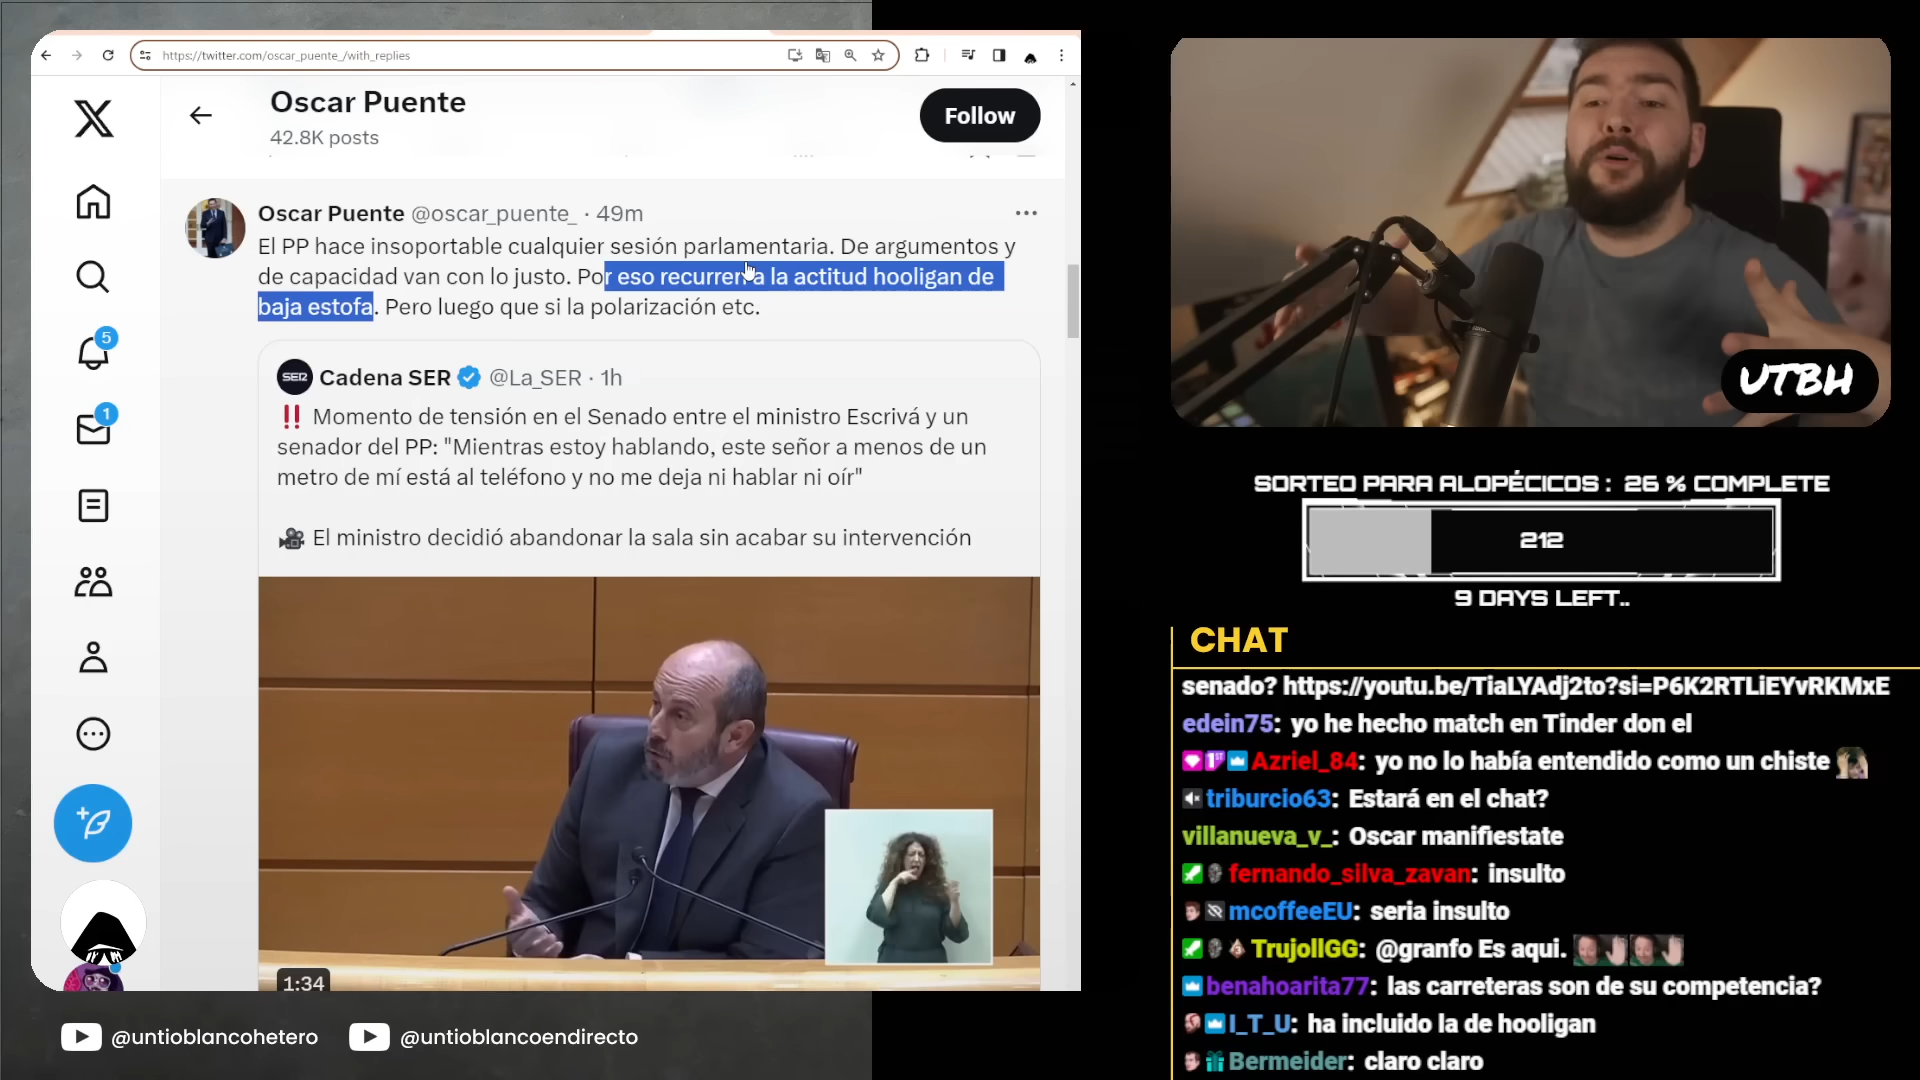 https://twitter.com/oscar_puente_/with_replies
Oscar Puente
42.8K posts
Follow
Oscar Puente @oscar_puente_ · 49m
El PP hace insoportable cualquier sesión parlamentaria. De argumentos y
de capacidad van con lo justo. Por eso recurren a la actitud hooligan de
baja estofa. Pero luego que si la polarización etc.
5
1
SER
Cadena SER @La_SER · 1h
‼️ Momento de tensión en el Senado entre el ministro Escrivá y un
senador del PP: "Mientras estoy hablando, este señor a menos de un
metro de mí está al teléfono y no me deja ni hablar ni oír"
🎥 El ministro decidió abandonar la sala sin acabar su intervención
1:34
@untioblancohetero
@untioblancoendirecto
UTBH
SORTEO PARA ALOPÉCICOS : 26 % COMPLETE
212
9 DAYS LEFT..
CHAT
senado? https://youtu.be/TiaLYAdj2to?si=P6K2RTLiEYvRKMxE
edein75: yo he hecho match en Tinder don el
Azriel_84: yo no lo había entendido como un chiste
triburcio63: Estará en el chat?
villanueva_v_: Oscar manifiestate
fernando_silva_zavan: insulto
mcoffeeEU: seria insulto
TrujollGG: @granfo Es aqui.
benahoarita77: las carreteras son de su competencia?
I_T_U: ha incluido la de hooligan
Bermeider: claro claro